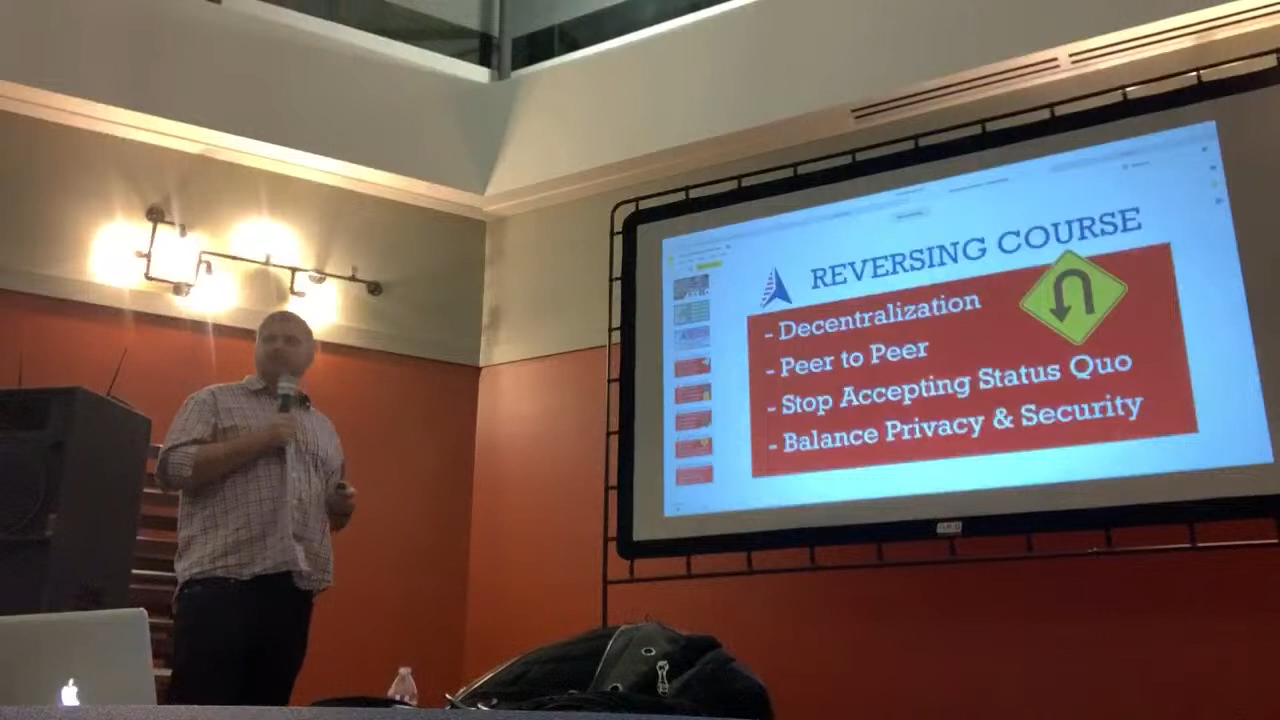 REVERSING COURSE
- Decentralization
- Peer to Peer
- Stop Accepting Status Quo
- Balance Privacy & Security